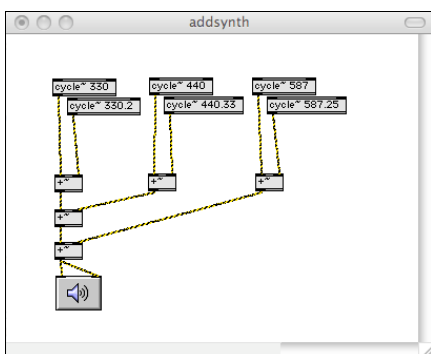 addsynth
cycle~ 330
cycle~ 440
cycle~ 587
cycle~ 330.2
cycle~ 440.33
cycle~ 587.25
+~
+~
+~
+~
+~